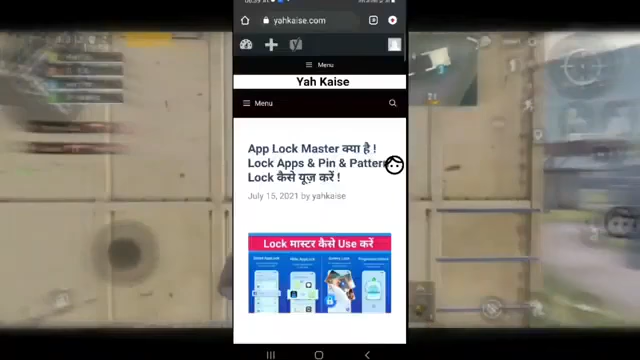 yahkaise.com
Menu
Yah Kaise
Menu
App Lock Master क्या है !
Lock Apps & Pin & Pattern
Lock कैसे यूज़ करें !
July 15, 2021 by yahkaise
Lock मास्टर कैसे Use करें